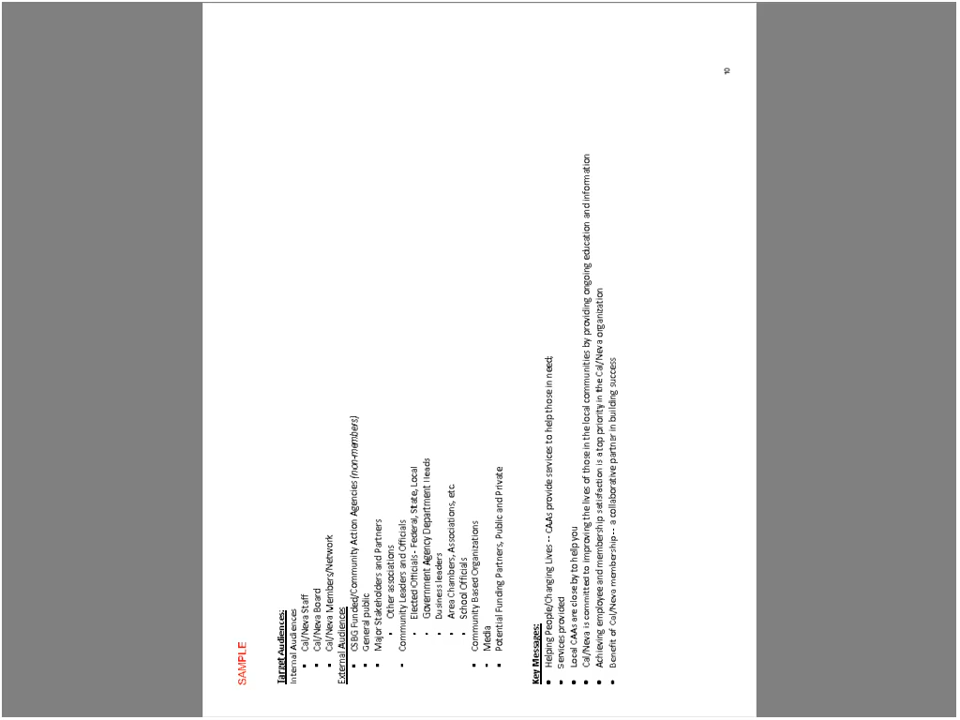 SAMPLE
Target Audiences:
Internal Audiences
▪ Cal/Neva Staff
▪ Cal/Neva Board
▪ Cal/Neva Members/Network
External Audiences
▪ CSBG Funded/Community Action Agencies (non-members)
▪ General public
▪ Major Stakeholders and Partners
• Other associations
▪ Community Leaders and Officials
• Elected Officials - Federal, State, Local
• Government Agency Department Heads
• Business leaders
• Area Chambers, Associations, etc.
• School Officials
▪ Community Based Organizations
▪ Media
▪ Potential Funding Partners, Public and Private
Key Messages:
• Helping People/Changing Lives -- CAAs provide services to help those in need;
• Services provided
• Local CAAs are close by to help you
• Cal/Neva is committed to improving the lives of those in the local communities by providing ongoing education and information
• Achieving employee and membership satisfaction is a top priority in the Cal/Neva organization
• Benefit of Cal/Neva membership -- a collaborative partner in building success
10